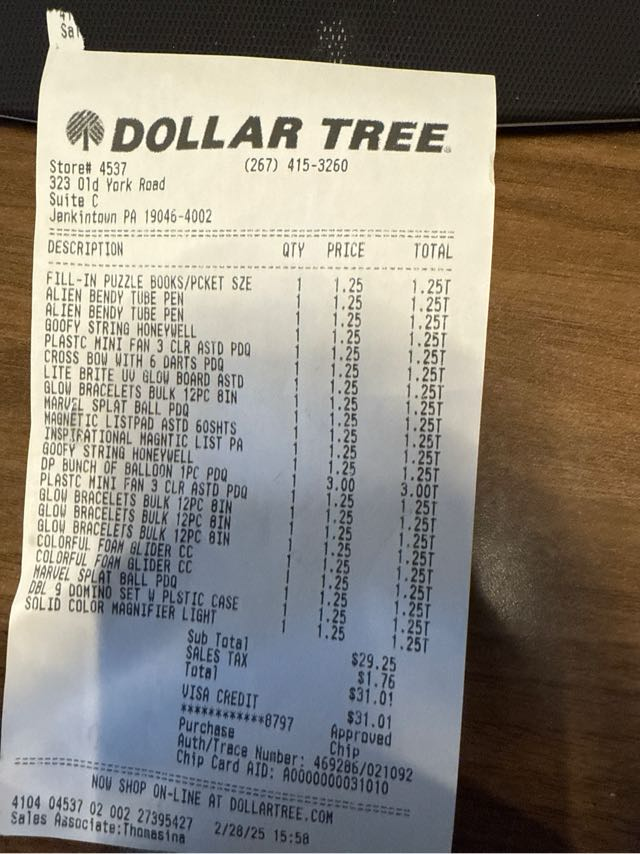 41
Sal
DOLLAR TREE
Store# 4537 (267) 415-3260
323 Old York Road
Suite C
Jenkintown PA 19046-4002
DESCRIPTION QTY PRICE TOTAL
FILL-IN PUZZLE BOOKS/PCKET SZE 1 1.25 1.25T
ALIEN BENDY TUBE PEN 1 1.25 1.25T
ALIEN BENDY TUBE PEN 1 1.25 1.25T
GOOFY STRING HONEYWELL 1 1.25 1.25T
PLASTC MINI FAN 3 CLR ASTD PDQ 1 1.25 1.25T
CROSS BOW WITH 6 DARTS PDQ 1 1.25 1.25T
LITE BRITE UV GLOW BOARD ASTD 1 1.25 1.25T
GLOW BRACELETS BULK 12PC 8IN 1 1.25 1.25T
MARVEL SPLAT BALL PDQ 1 1.25 1.25T
MAGNETIC LISTPAD ASTD 60SHTS 1 1.25 1.25T
INSPIRATIONAL MAGNTIC LIST PA 1 1.25 1.25T
GOOFY STRING HONEYWELL 1 1.25 1.25T
DP BUNCH OF BALLOON 1PC PDQ 1 3.00 3.00T
PLASTC MINI FAN 3 CLR ASTD PDQ 1 1.25 1.25T
GLOW BRACELETS BULK 12PC 8IN 1 1.25 1.25T
GLOW BRACELETS BULK 12PC 8IN 1 1.25 1.25T
GLOW BRACELETS BULK 12PC 8IN 1 1.25 1.25T
COLORFUL FOAM GLIDER CC 1 1.25 1.25T
COLORFUL FOAM GLIDER CC 1 1.25 1.25T
MARVEL SPLAT BALL PDQ 1 1.25 1.25T
DBL 9 DOMINO SET W PLSTIC CASE 1 1.25 1.25T
SOLID COLOR MAGNIFIER LIGHT 1 1.25 1.25T
Sub Total $29.25
SALES TAX $1.76
Total $31.01
VISA CREDIT $31.01
************8797 Approved
Purchase Chip
Auth/Trace Number: 469286/021092
Chip Card AID: A0000000031010
NOW SHOP ON-LINE AT DOLLARTREE.COM
4104 04537 02 002 27395427 2/28/25 15:58
Sales Associate:Thomasina